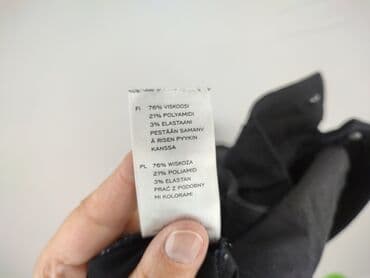 FI 76% VISKOOSI
21% POLYAMIDI
3% ELASTAANI
PESTÄÄN SAMANV
Ä RISEN PYYKIN
KANSSA
PL 76% WISKOZA
21% POLIAMID
3% ELASTAN
PRAĆ Z PODOBNY
MI KOLORAMI